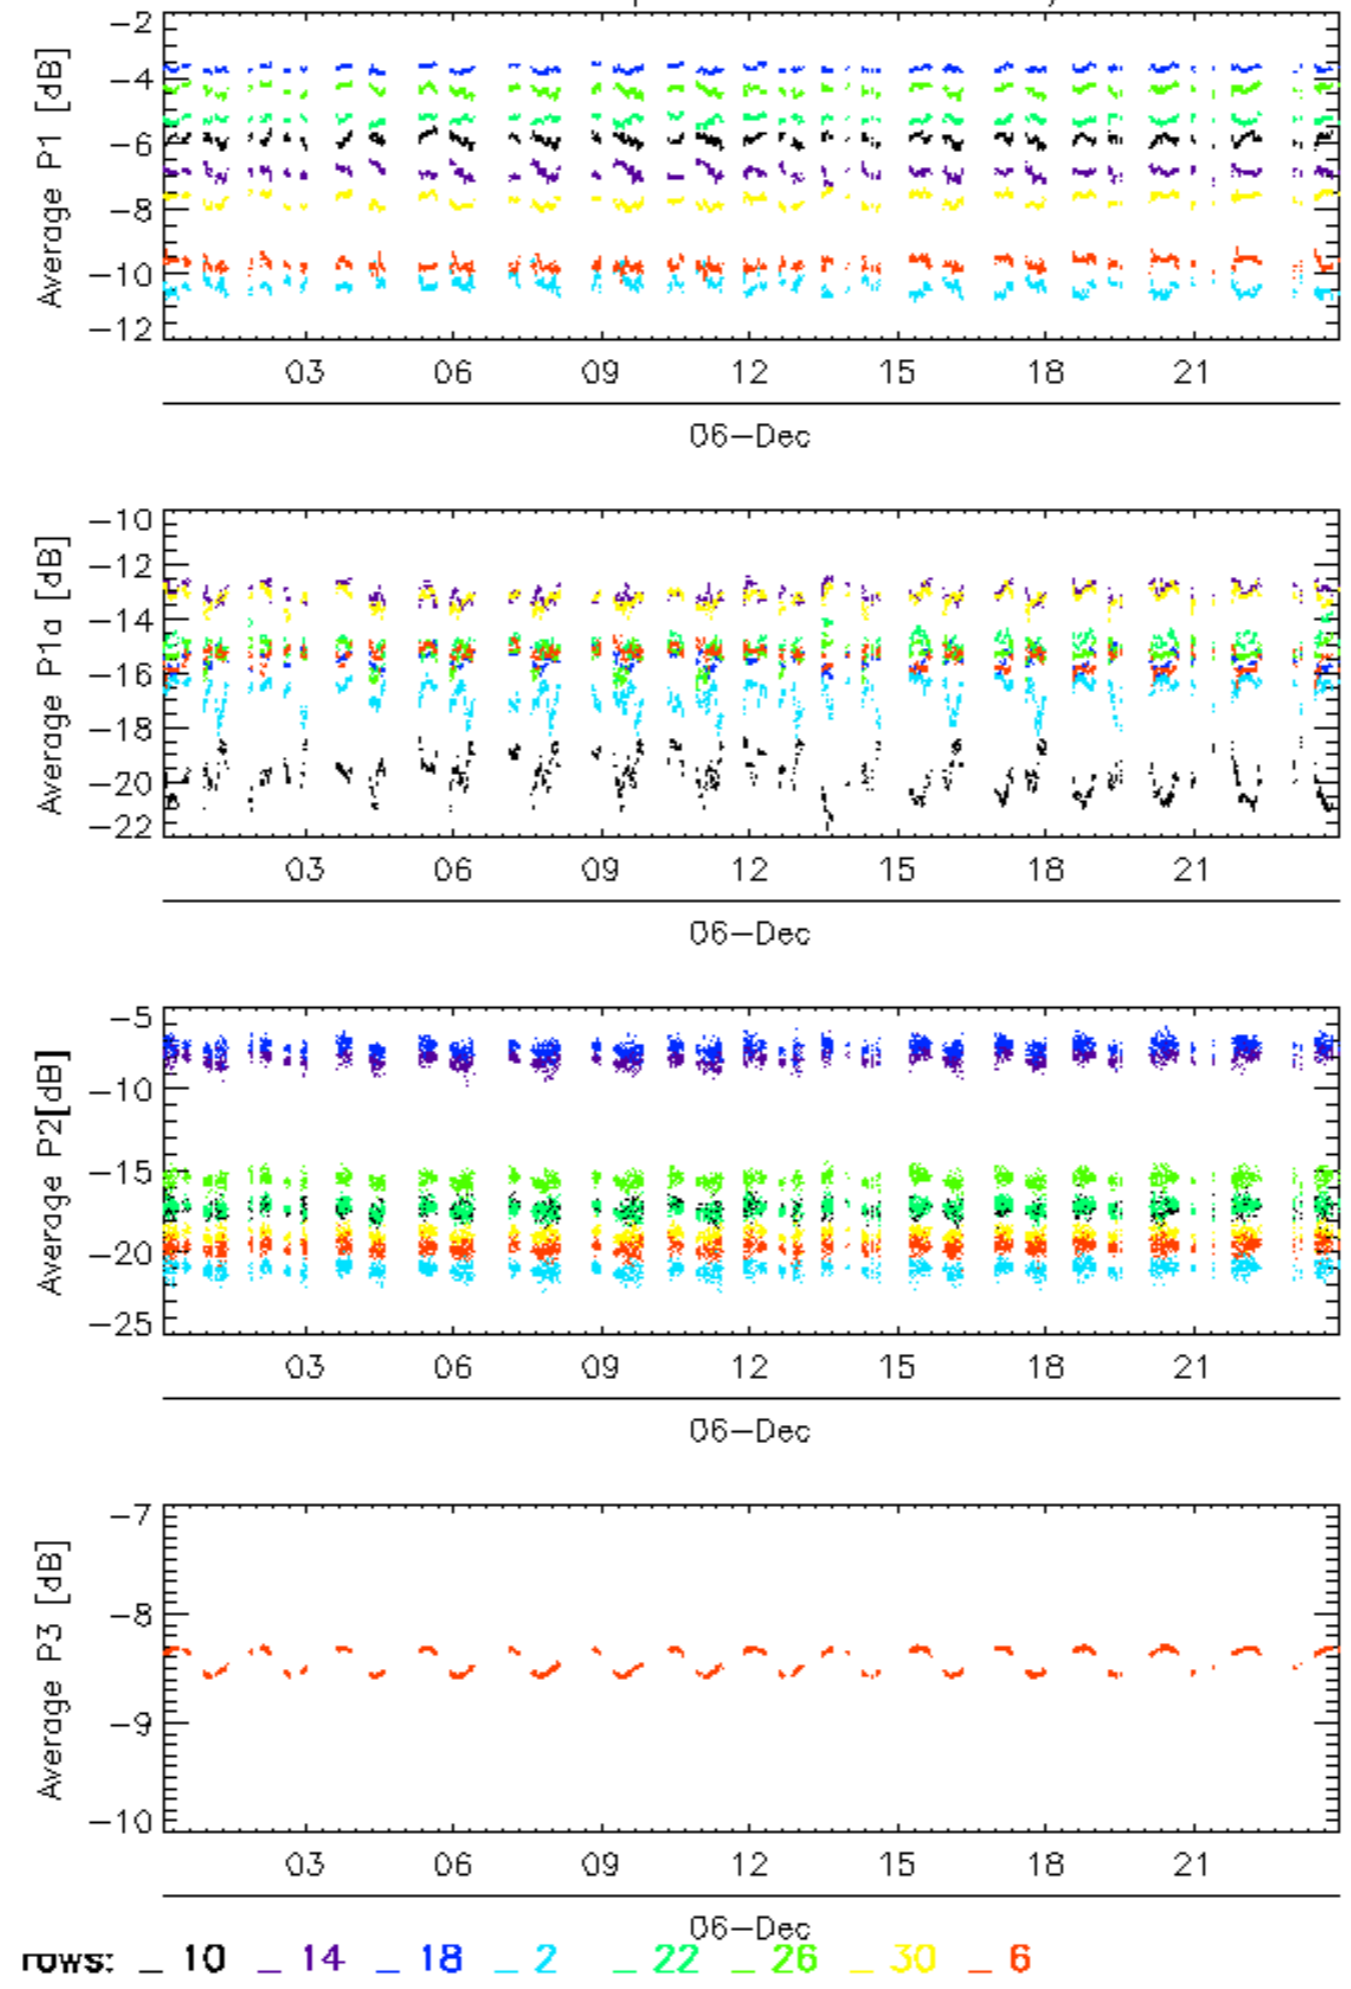 Average P1 [dB]
−2
−4
−6
−8
−10
−12
03 06 09 12 15 18 21
06−Dec
Average P1a [dB]
−10
−12
−14
−16
−18
−20
−22
03 06 09 12 15 18 21
06−Dec
Average P2[dB]
−5
−10
−15
−20
−25
03 06 09 12 15 18 21
06−Dec
Average P3 [dB]
−7
−8
−9
−10
03 06 09 12 15 18 21
06−Dec
rows: _ 10 _ 14 _ 18 _ 2 _ 22 _ 26 _ 30 _ 6